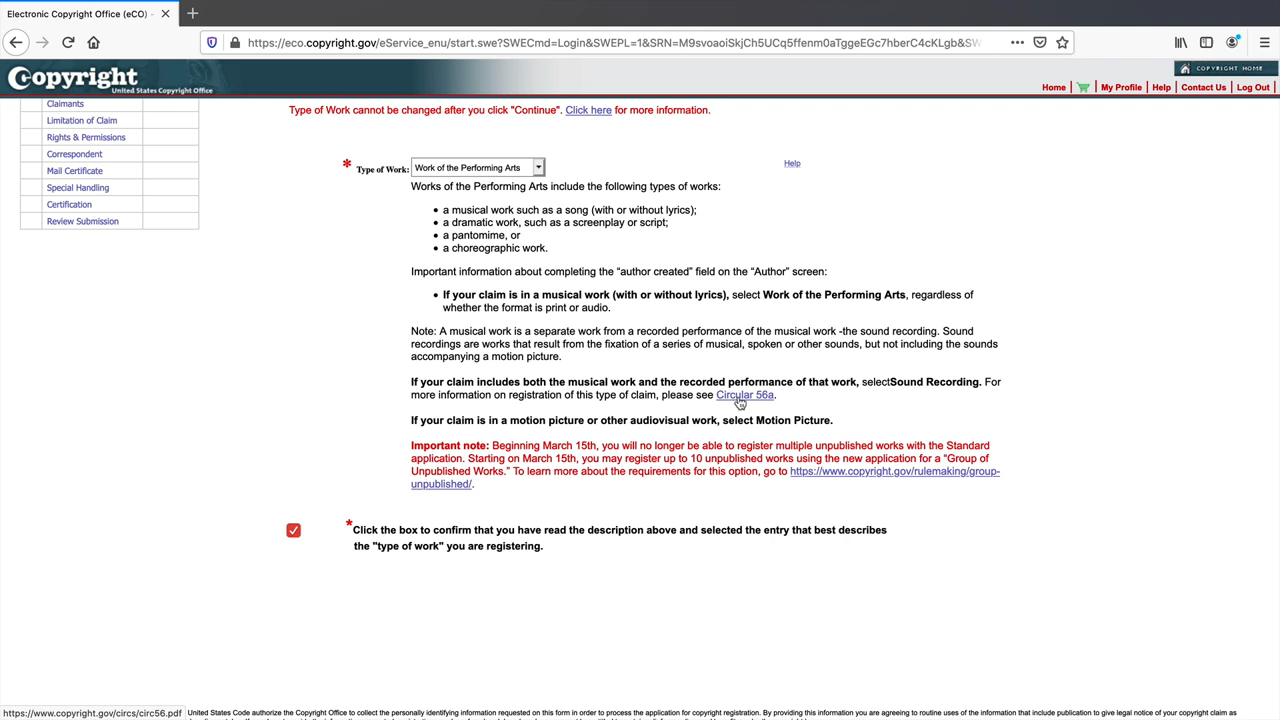 Electronic Copyright Office (eCO) -
https://eco.copyright.gov/eService_enu/start.swe?SWECmd=Login&SWEPL=1&SRN=M9svoaoiSkjCh5UCq5ffenm0aTggeEGc7hberC4cKLgb&SW
Copyright
United States Copyright Office
COPYRIGHT HOME
Home My Profile Help Contact Us Log Out
Claimants
Limitation of Claim
Rights & Permissions
Correspondent
Mail Certificate
Special Handling
Certification
Review Submission
Type of Work cannot be changed after you click "Continue". Click here for more information.
* Type of Work: Work of the Performing Arts
Help
Works of the Performing Arts include the following types of works:
• a musical work such as a song (with or without lyrics);
• a dramatic work, such as a screenplay or script;
• a pantomime, or
• a choreographic work.
Important information about completing the “author created” field on the “Author” screen:
• If your claim is in a musical work (with or without lyrics), select Work of the Performing Arts, regardless of
whether the format is print or audio.
Note: A musical work is a separate work from a recorded performance of the musical work -the sound recording. Sound
recordings are works that result from the fixation of a series of musical, spoken or other sounds, but not including the sounds
accompanying a motion picture.
If your claim includes both the musical work and the recorded performance of that work, selectSound Recording. For
more information on registration of this type of claim, please see Circular 56a.
If your claim is in a motion picture or other audiovisual work, select Motion Picture.
Important note: Beginning March 15th, you will no longer be able to register multiple unpublished works with the Standard
application. Starting on March 15th, you may register up to 10 unpublished works using the new application for a “Group of
Unpublished Works.” To learn more about the requirements for this option, go to https://www.copyright.gov/rulemaking/group-
unpublished/.
*Click the box to confirm that you have read the description above and selected the entry that best describes
the "type of work" you are registering.
https://www.copyright.gov/circs/circ56.pdf
United States Code authorize the Copyright Office to collect the personally identifying information requested on this form in order to process the application for copyright registration. By providing this information you are agreeing to routine uses of the information that include publication to give legal notice of your copyright claim as